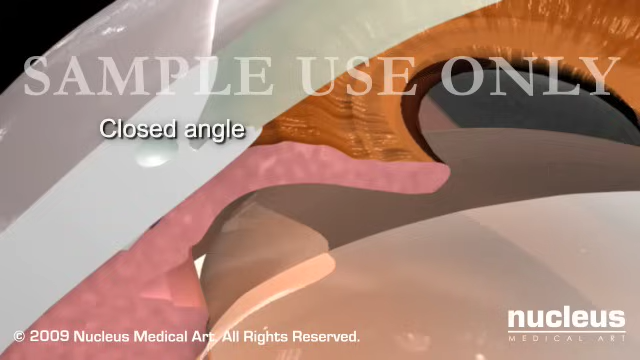 SAMPLE USE ONLY
Closed angle
nucleus
MEDICAL ART
© 2009 Nucleus Medical Art. All Rights Reserved.